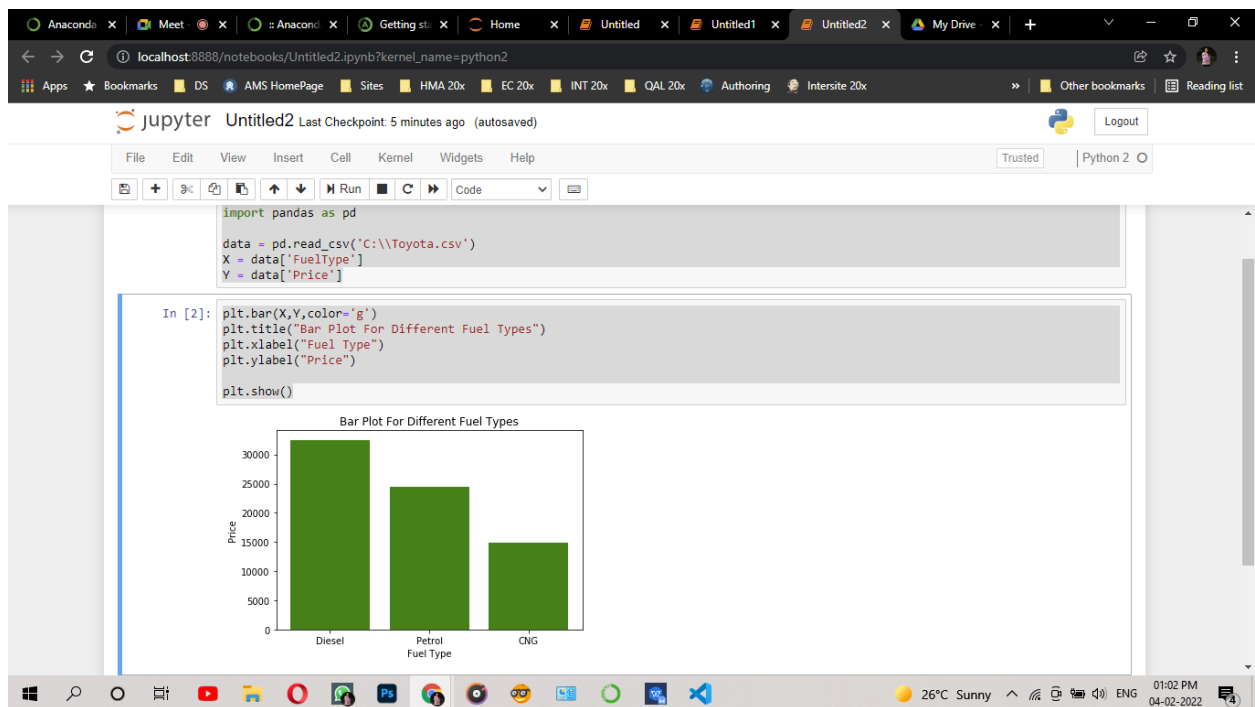 Anaconda
Meet -
:: Anacond
Getting sta
Home
Untitled
Untitled1
Untitled2
My Drive -
localhost:8888/notebooks/Untitled2.ipynb?kernel_name=python2
Apps
Bookmarks
DS
AMS HomePage
Sites
HMA 20x
EC 20x
INT 20x
QAL 20x
Authoring
Intersite 20x
»
Other bookmarks
Reading list
jupyter Untitled2 Last Checkpoint: 5 minutes ago (autosaved)
Logout
File Edit View Insert Cell Kernel Widgets Help
Trusted
Python 2
Run
Code
import pandas as pd
data = pd.read_csv('C:\\Toyota.csv')
X = data['FuelType']
Y = data['Price']
In [2]:
plt.bar(X,Y,color='g')
plt.title("Bar Plot For Different Fuel Types")
plt.xlabel("Fuel Type")
plt.ylabel("Price")
plt.show()
Bar Plot For Different Fuel Types
30000
25000
20000
15000
10000
5000
0
Price
Diesel
Petrol
CNG
Fuel Type
Ps
26°C Sunny
ENG
01:02 PM
04-02-2022
4